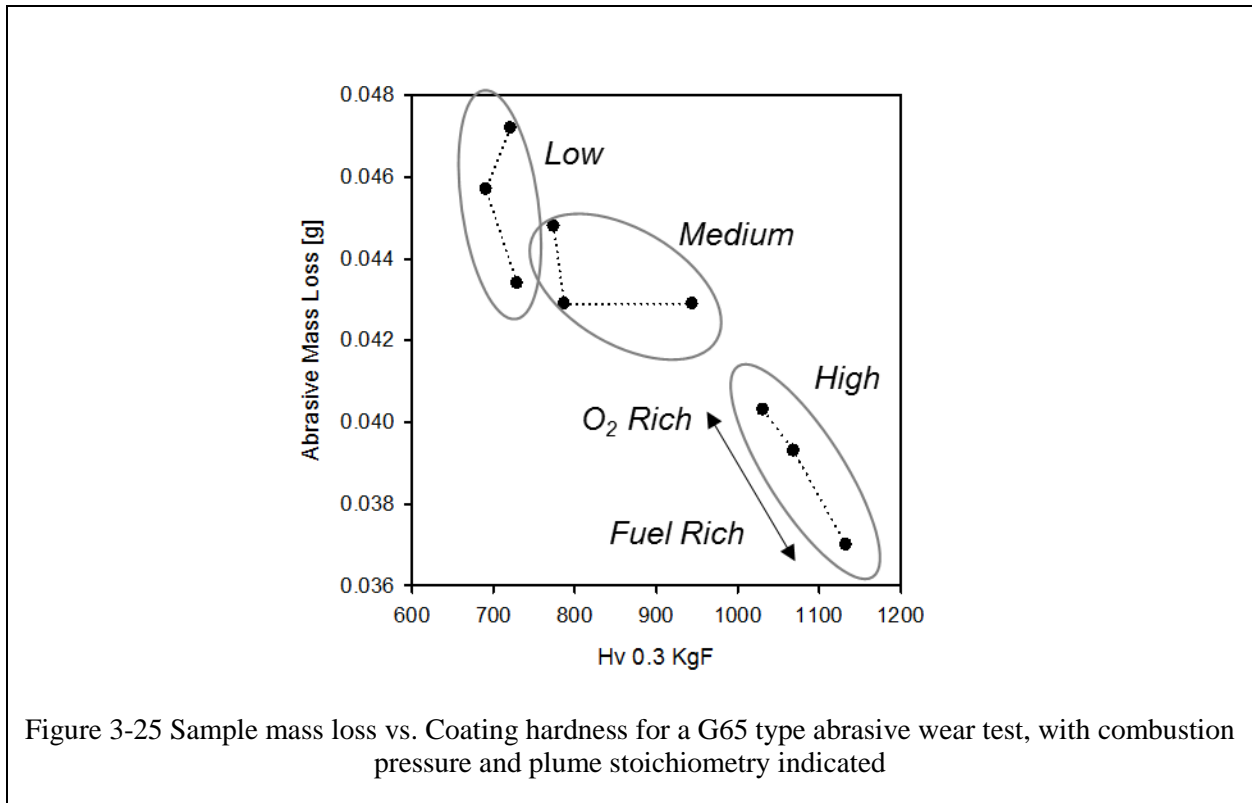 0.048
0.046
0.044
0.042
0.040
0.038
0.036
Abrasive Mass Loss [g]
Low
Medium
High
O₂ Rich
Fuel Rich
600 700 800 900 1000 1100 1200
Hv 0.3 KgF
Figure 3-25 Sample mass loss vs. Coating hardness for a G65 type abrasive wear test, with combustion
pressure and plume stoichiometry indicated